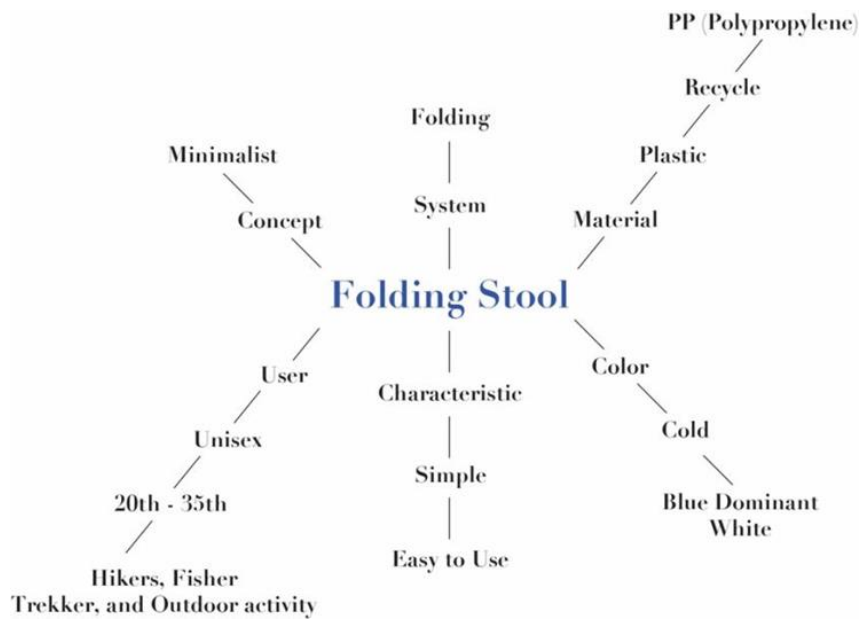 PP (Polypropylene)
Recycle
Folding
Minimalist
Plastic
System
Concept
Material
Folding Stool
User
Characteristic
Color
Unisex
Cold
Simple
20th - 35th
Blue Dominant
White
Easy to Use
Hikers, Fisher
Trekker, and Outdoor activity